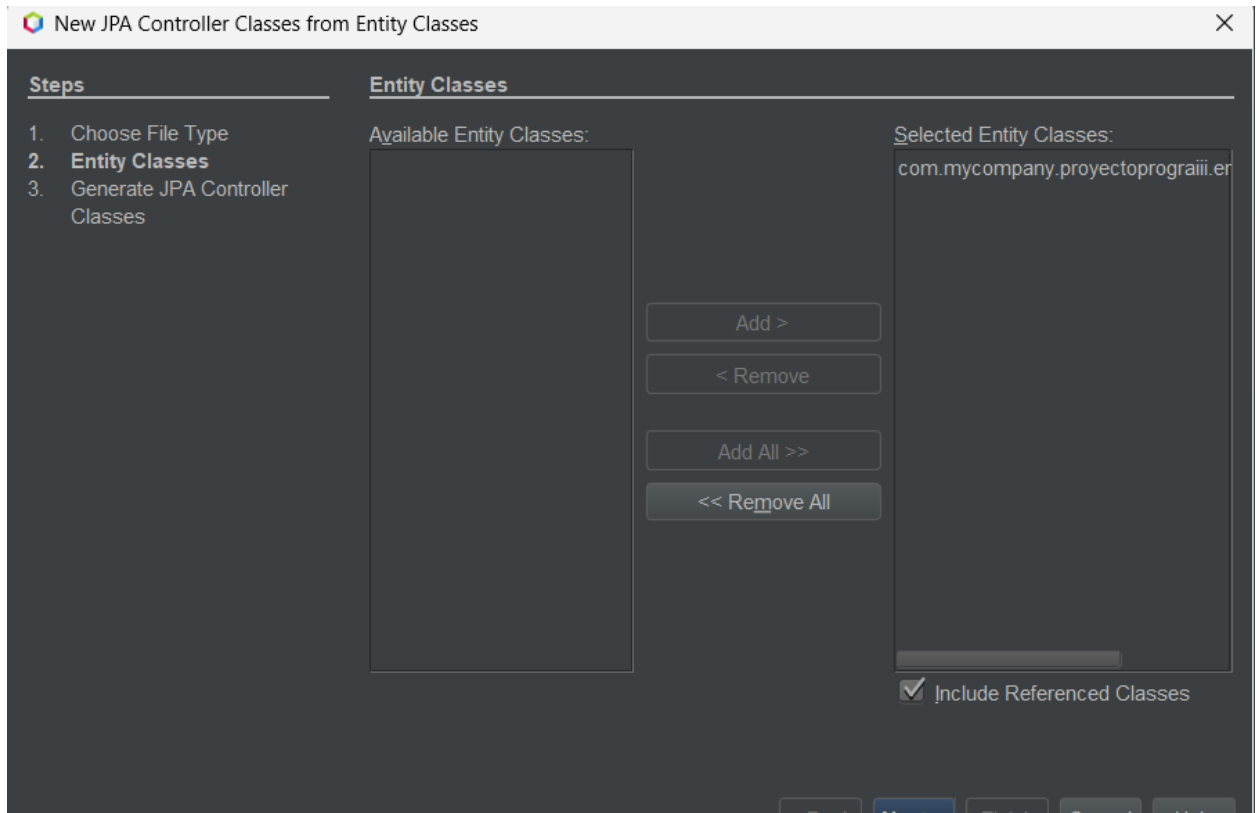 New JPA Controller Classes from Entity Classes
Steps
1. Choose File Type
2. Entity Classes
3. Generate JPA Controller
Classes
Entity Classes
Available Entity Classes:
Add >
< Remove
Add All >>
<< Remove All
Selected Entity Classes:
com.mycompany.proyectoprograiii.er
Include Referenced Classes